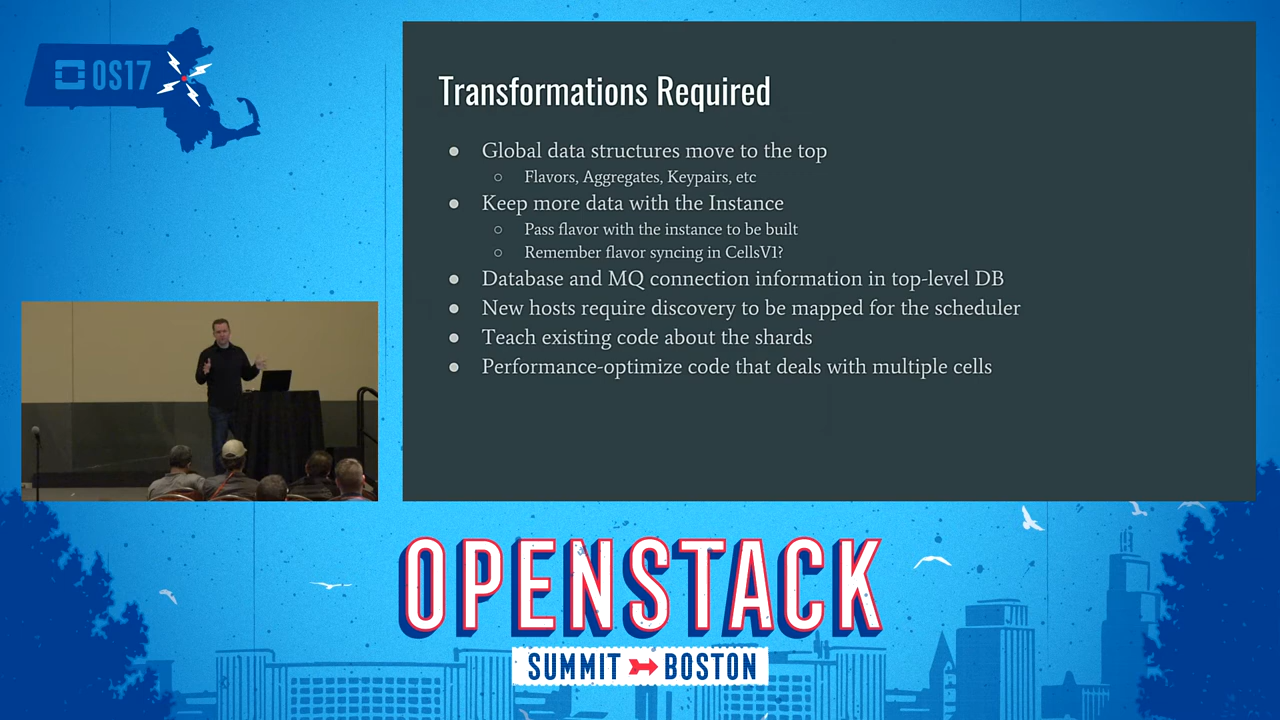 OS17
Transformations Required
● Global data structures move to the top
○ Flavors, Aggregates, Keypairs, etc
● Keep more data with the Instance
○ Pass flavor with the instance to be built
○ Remember flavor syncing in CellsV1?
● Database and MQ connection information in top-level DB
● New hosts require discovery to be mapped for the scheduler
● Teach existing code about the shards
● Performance-optimize code that deals with multiple cells
OPENSTACK
SUMMIT BOSTON